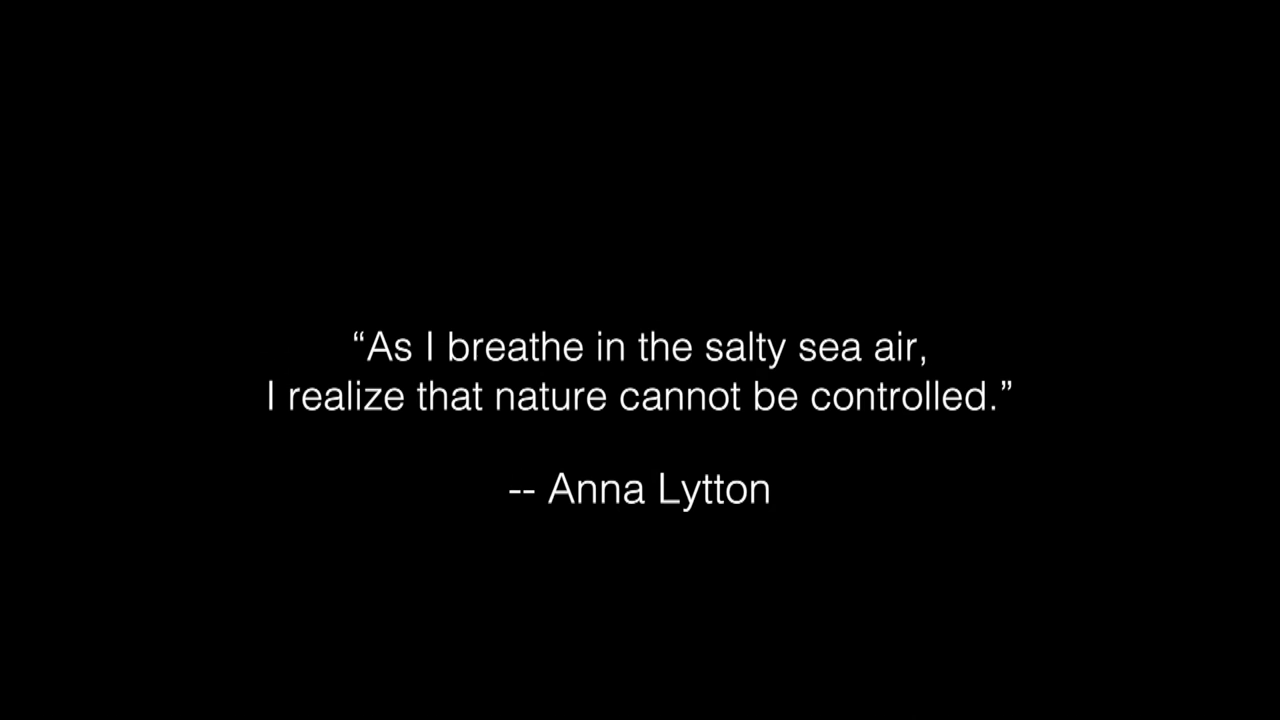 “As I breathe in the salty sea air,
I realize that nature cannot be controlled.”
-- Anna Lytton